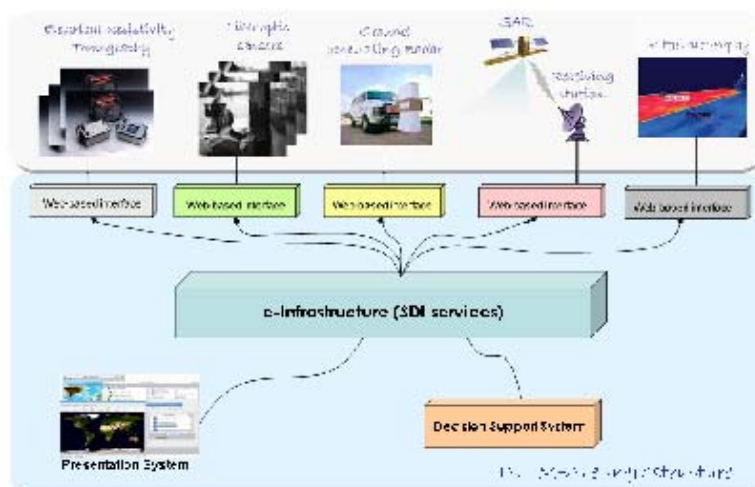 Electrical Resistivity
Tomography
Fiberoptic
sensors
Ground
penetrating Radar
SAR
receiving
station
Web-based interface
Web-based interface
Web-based interface
Web-based interface
Web-based interface
e-Infrastructure (SDI services)
Presentation System
Decision Support System